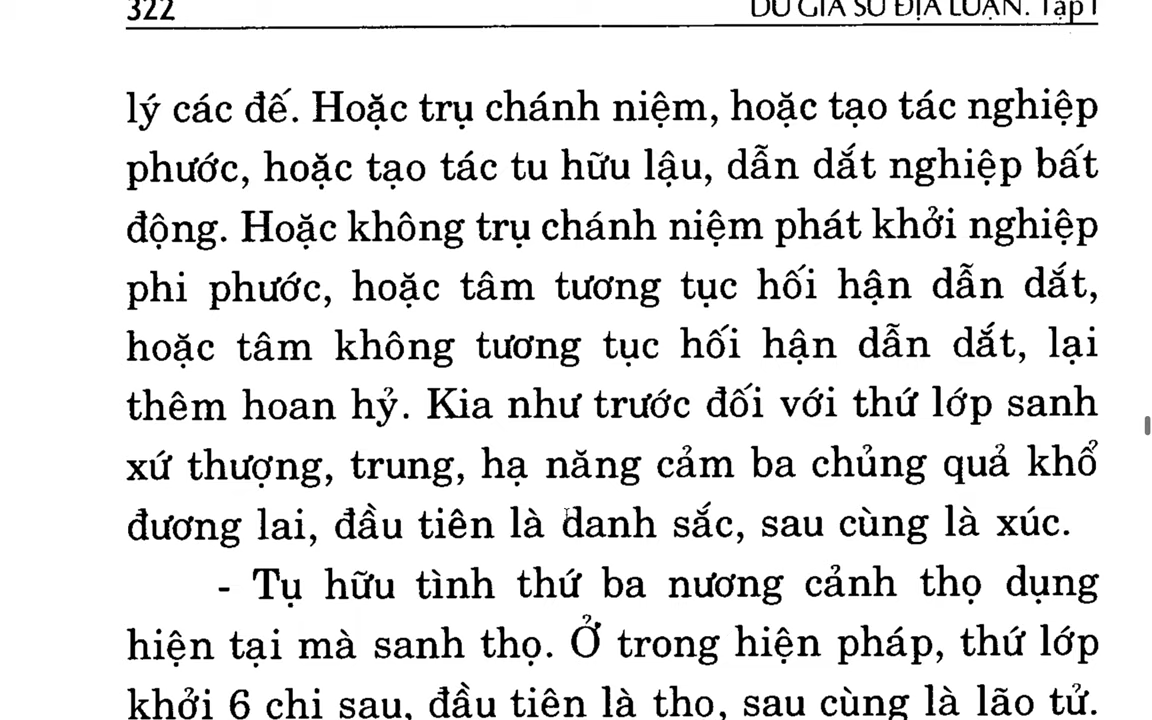 322 DU GIÀ SƯ ĐỊA LUẬN. Tập I
lý các đế. Hoặc trụ chánh niệm, hoặc tạo tác nghiệp
phước, hoặc tạo tác tu hữu lậu, dẫn dắt nghiệp bất
động. Hoặc không trụ chánh niệm phát khởi nghiệp
phi phước, hoặc tâm tương tục hối hận dẫn dắt,
hoặc tâm không tương tục hối hận dẫn dắt, lại
thêm hoan hỷ. Kia như trước đối với thứ lớp sanh
xứ thượng, trung, hạ năng cảm ba chủng quả khổ
đương lai, đầu tiên là danh sắc, sau cùng là xúc.
- Tụ hữu tình thứ ba nương cảnh thọ dụng
hiện tại mà sanh thọ. Ở trong hiện pháp, thứ lớp
khởi 6 chi sau, đầu tiên là thọ, sau cùng là lão tử.